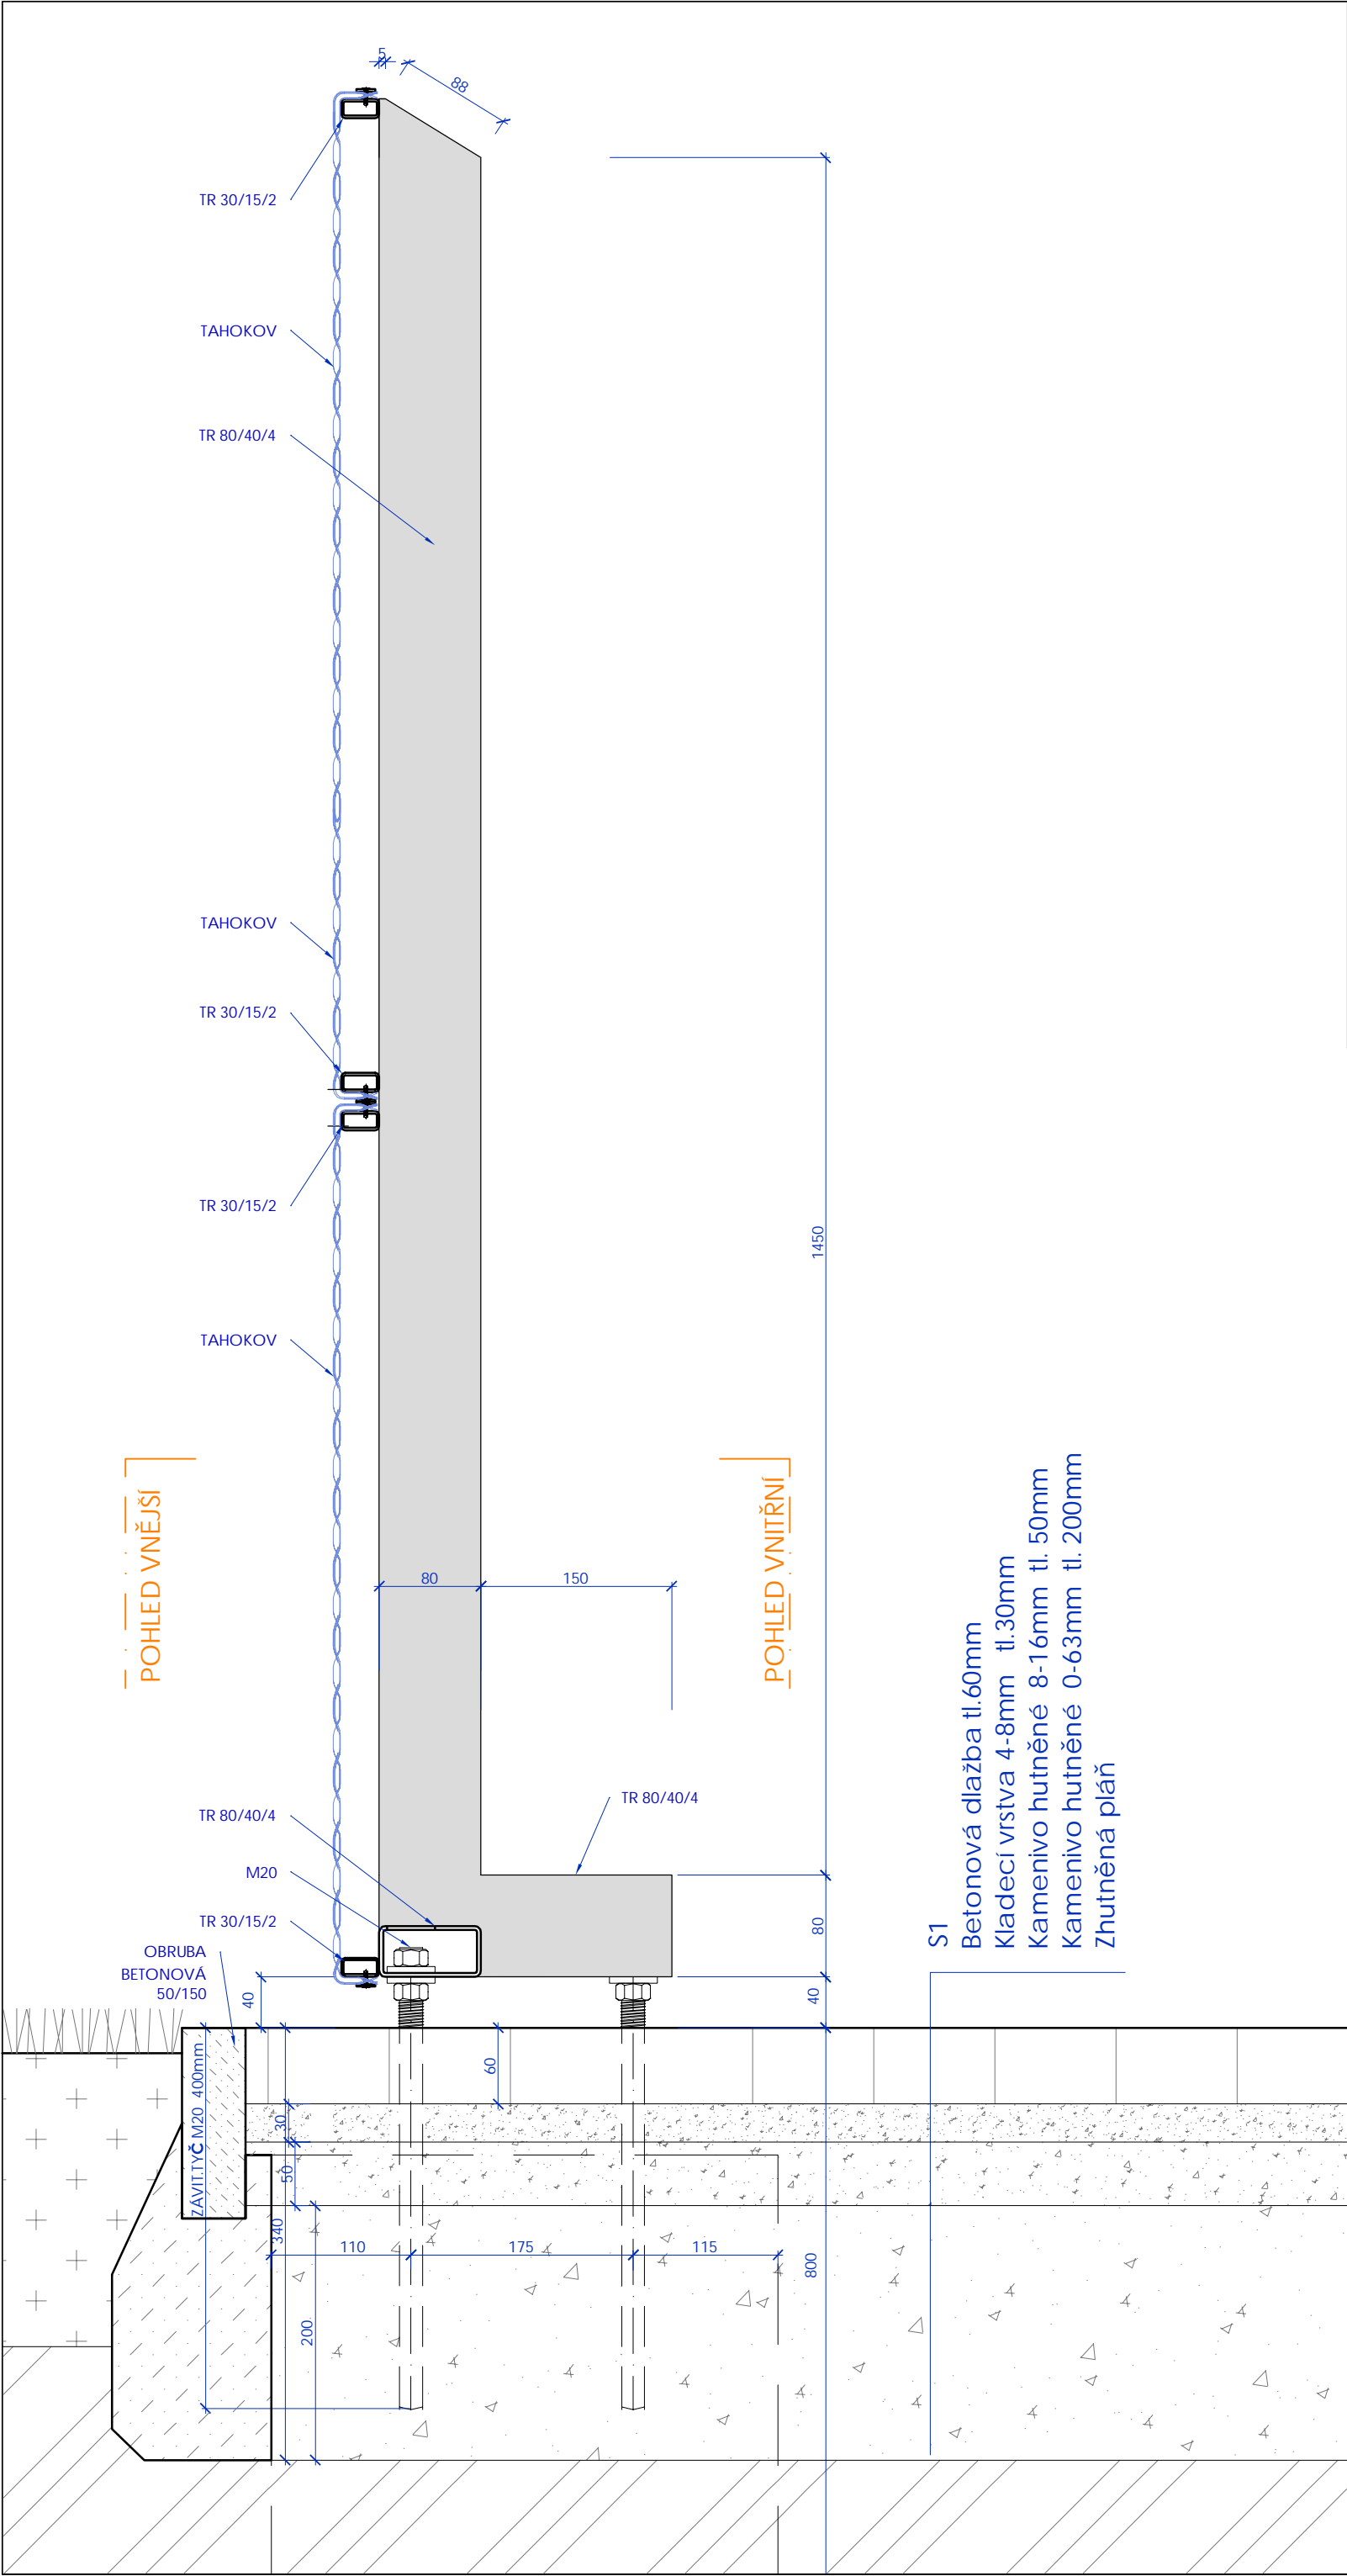 5
88
TR 30/15/2
TAHOKOV
TR 80/40/4
TAHOKOV
TR 30/15/2
TR 30/15/2
1450
TAHOKOV
POHLED VNĚJŠÍ
POHLED VNITŘNÍ
80
150
TR 80/40/4
TR 80/40/4
M20
TR 30/15/2
OBRUBA
BETONOVÁ
50/150
80
40
40
S1
Betonová dlažba tl.60mm
Kladecí vrstva 4-8mm tl.30mm
Kamenivo hutněné 8-16mm tl. 50mm
Kamenivo hutněné 0-63mm tl. 200mm
Zhutněná pláň
ZÁVIT.TYČ M20 400mm
60
30
50
340
110
175
115
800
200